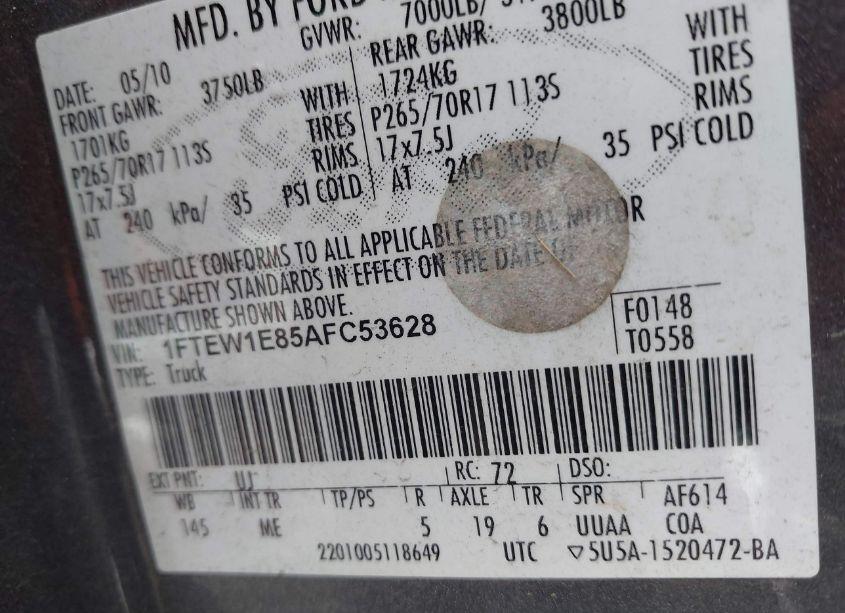 MFD. BY FORD
GVWR: 7000LB/
DATE: 05/10
FRONT GAWR: 3750LB
1701KG WITH
P265/70R17 113S TIRES
17x7.5J RIMS
AT 240 kPa/ 35 PSI COLD
REAR GAWR: 3800LB
1724KG WITH
P265/70R17 113S TIRES
17x7.5J RIMS
AT 240 kPa/ 35 PSI COLD
THIS VEHICLE CONFORMS TO ALL APPLICABLE FEDERAL MOTOR
VEHICLE SAFETY STANDARDS IN EFFECT ON THE DATE OF
MANUFACTURE SHOWN ABOVE.
VIN: 1FTEW1E85AFC53628
TYPE: Truck
F0148
T0558
EXT PNT: UJ RC: 72 DSO:
WB INT TR TP/PS R AXLE TR SPR AF614
145 ME 5 19 6 UUAA COA
2201005118649 UTC ▽5U5A-1520472-BA